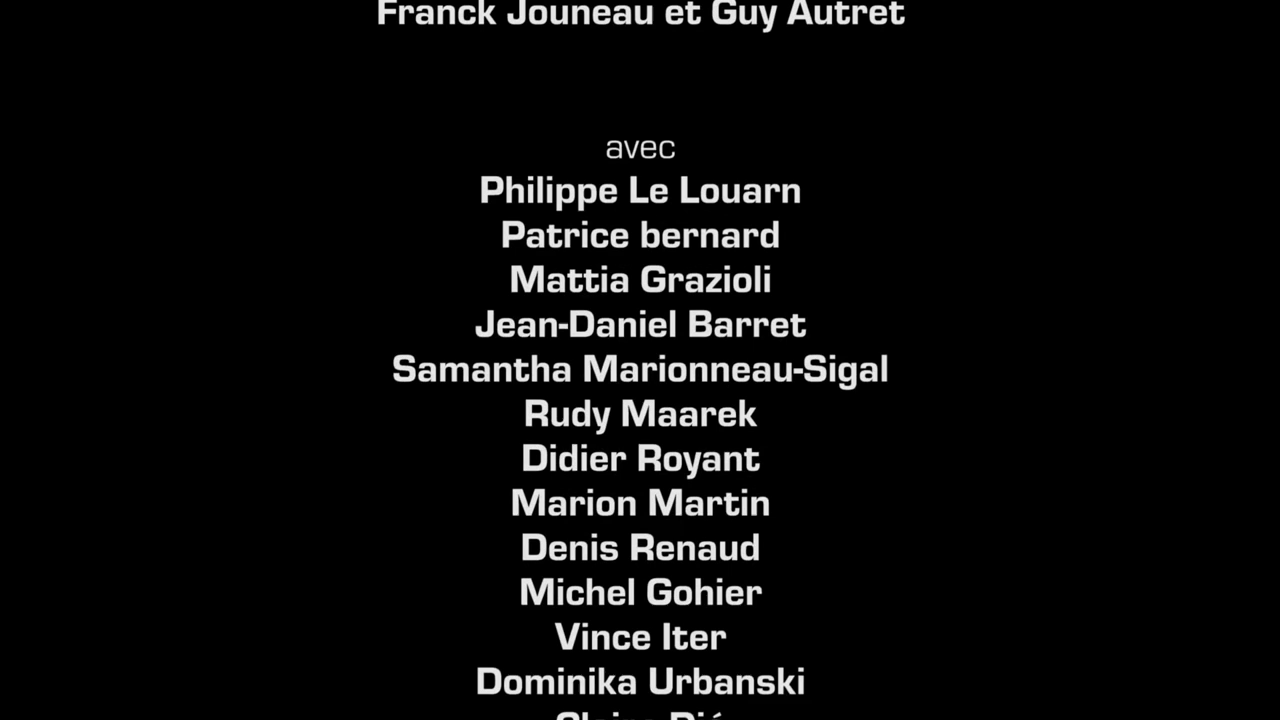 Franck Jouneau et Guy Autret
avec
Philippe Le Louarn
Patrice bernard
Mattia Grazioli
Jean-Daniel Barret
Samantha Marionneau-Sigal
Rudy Maarek
Didier Royant
Marion Martin
Denis Renaud
Michel Gohier
Vince Iter
Dominika Urbanski